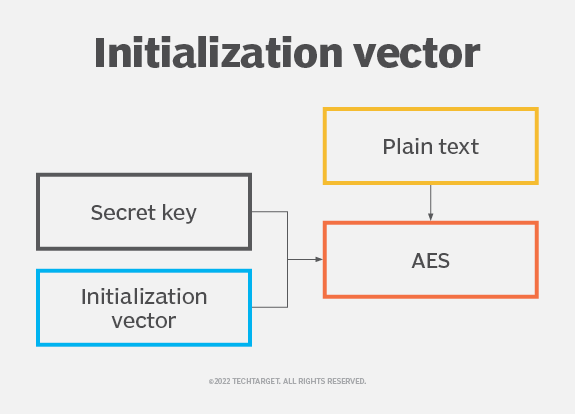 Initialization vector
Plain text
Secret key
AES
Initialization
vector
©2022 TECHTARGET. ALL RIGHTS RESERVED.